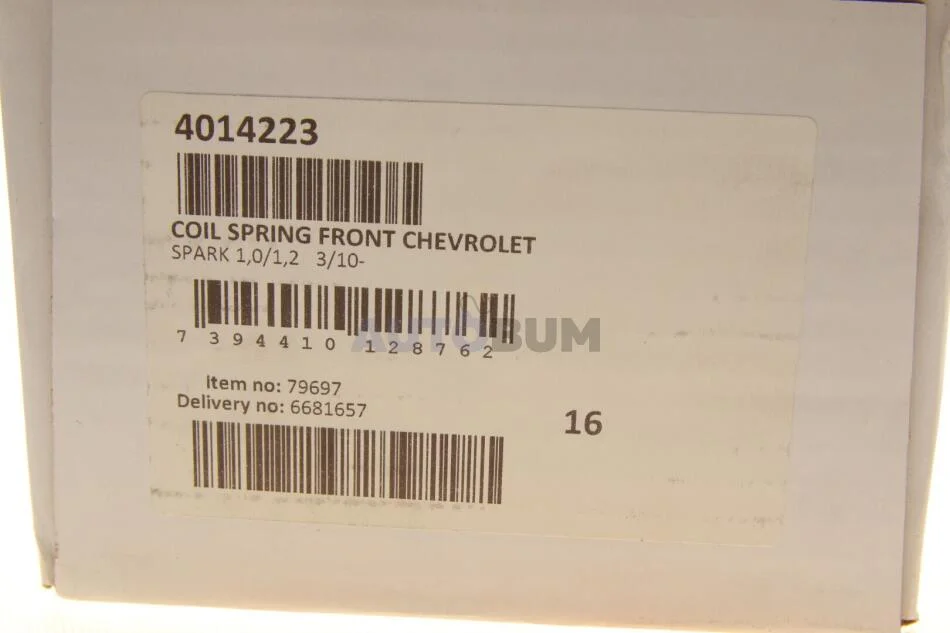 4014223
COIL SPRING FRONT CHEVROLET
SPARK 1,0/1,2 3/10-
7 394410 128762
AUTOBUM
Item no: 79697
Delivery no: 6681657
16